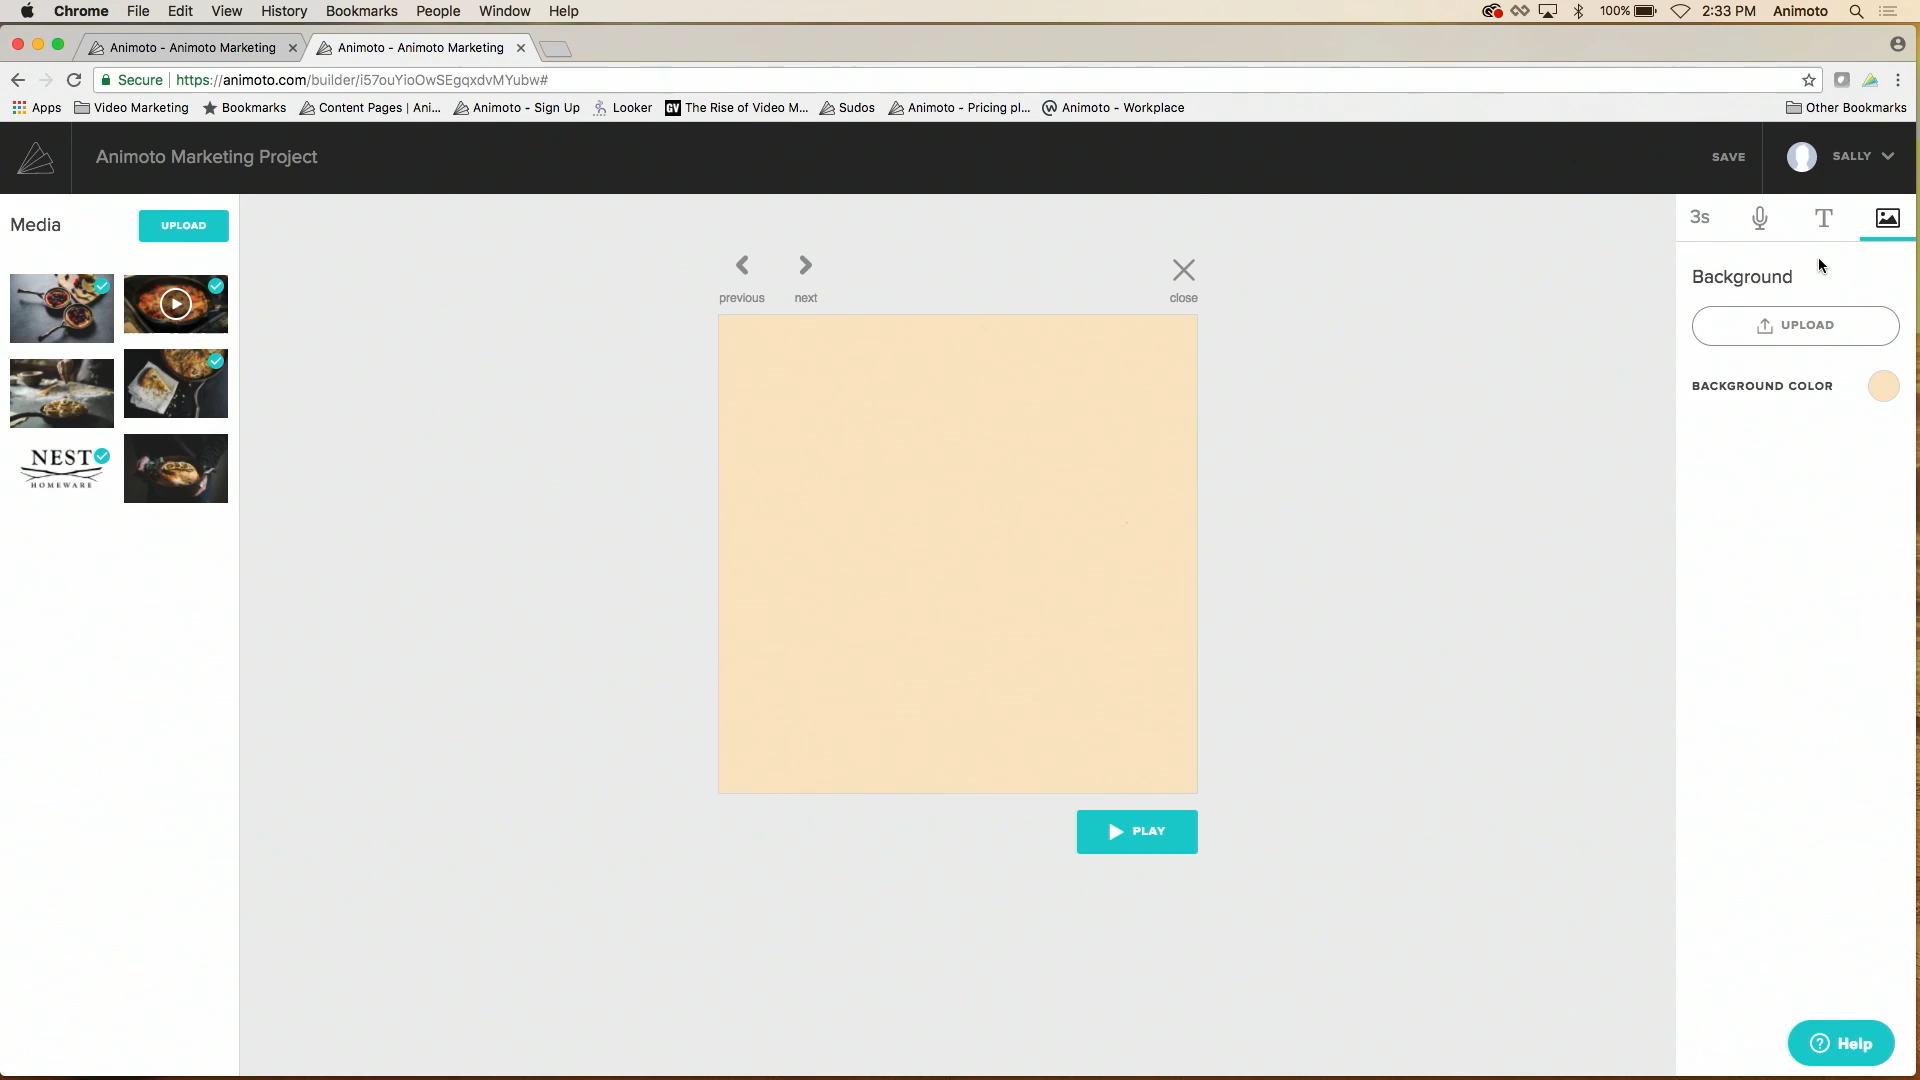 Chrome File Edit View History Bookmarks People Window Help 100% 2:33 PM Animoto
Animoto - Animoto Marketing Animoto - Animoto Marketing
Secure https://animoto.com/builder/i57ouYioOwSEgqxdvMYubw#
Apps Video Marketing Bookmarks Content Pages | Ani... Animoto - Sign Up Looker GV The Rise of Video M... Sudos Animoto - Pricing pl... Animoto - Workplace Other Bookmarks
Animoto Marketing Project SAVE SALLY
Media UPLOAD 3s T
Background
previous next close
UPLOAD
BACKGROUND COLOR
NEST
HOMEWARE
PLAY
Help